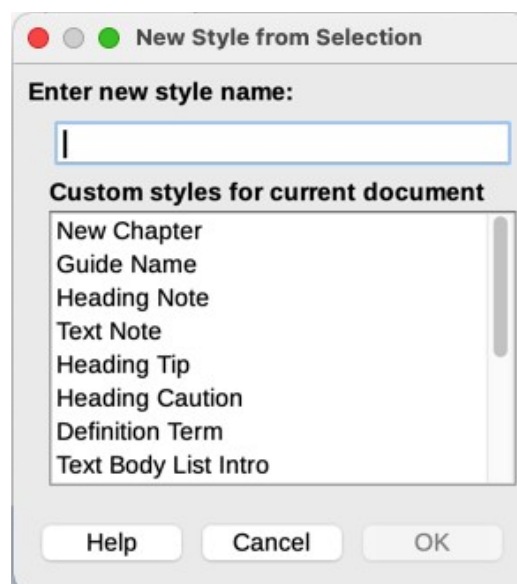 New Style from Selection
Enter new style name:
Custom styles for current document
New Chapter
Guide Name
Heading Note
Text Note
Heading Tip
Heading Caution
Definition Term
Text Body List Intro
Help Cancel OK